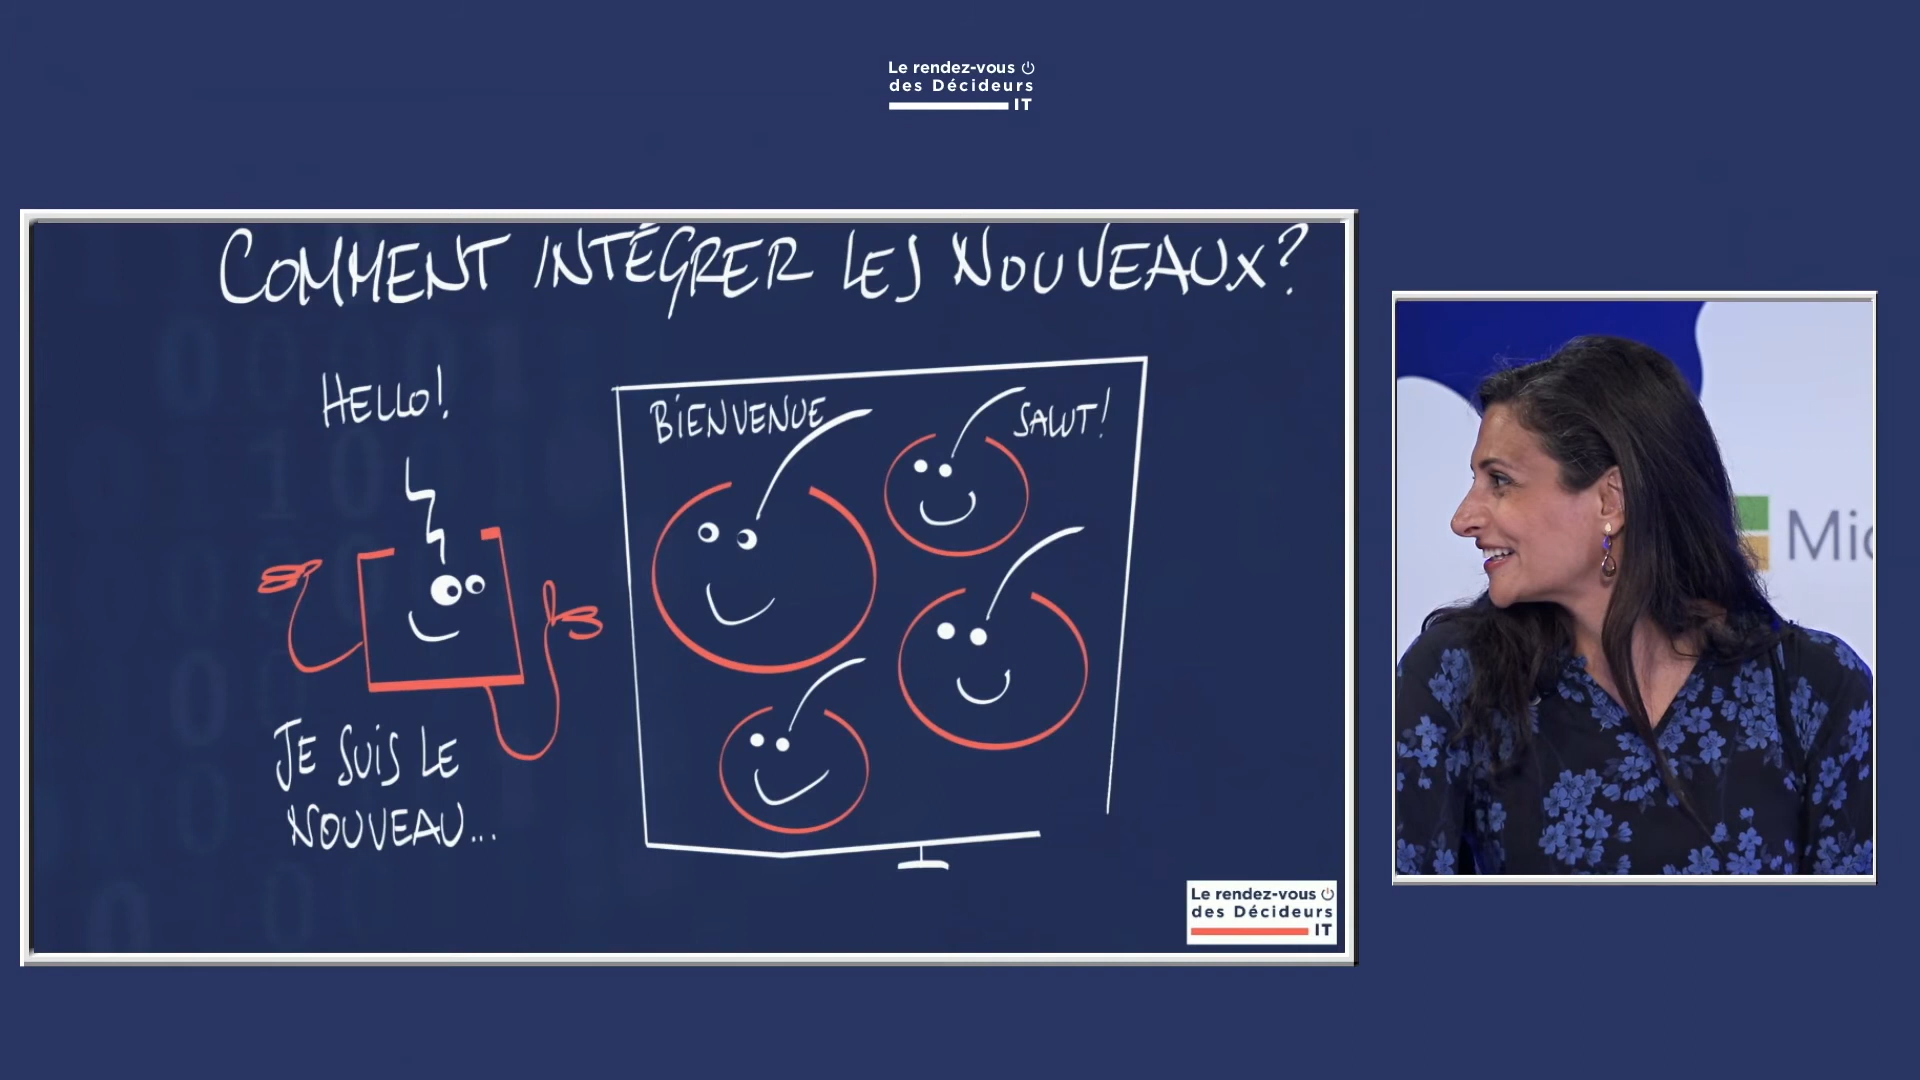 Le rendez-vous
des Décideurs
IT
COMMENT INTÉGRER LES NOUVEAUX?
HELLO!
BIENVENUE
SALUT!
JE SUIS LE
NOUVEAU...
Le rendez-vous
des Décideurs
IT
Mic